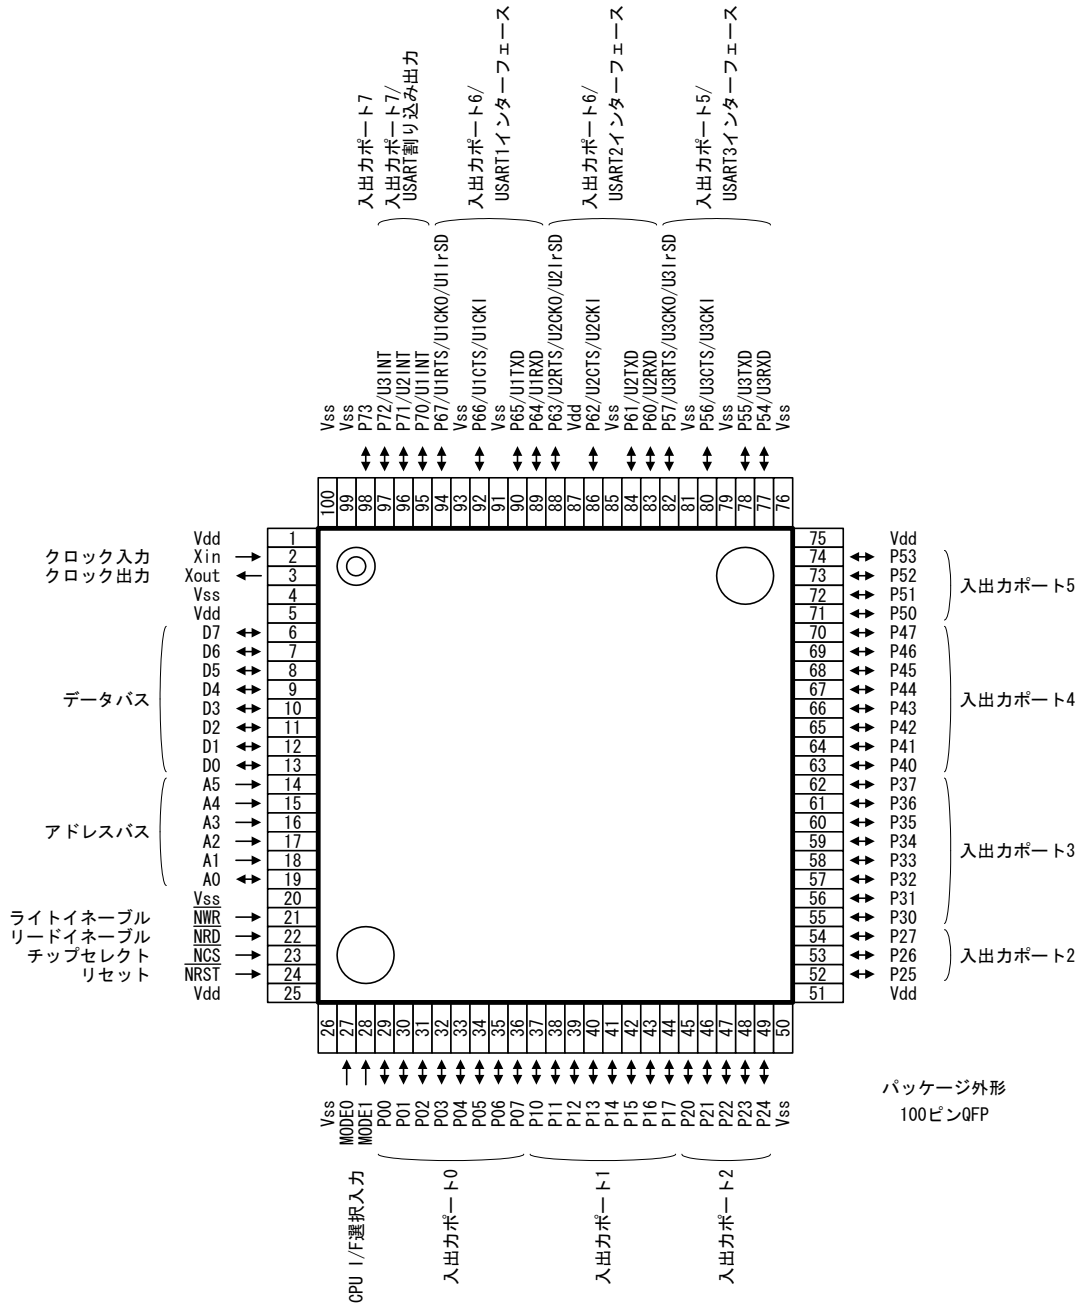 入出力ポート7
入出力ポート7/
USART割り込み出力
入出力ポート6/
USART1インターフェース
入出力ポート6/
USART2インターフェース
入出力ポート5/
USART3インターフェース
Vss
Vss
P73
P72/U3INT
P71/U2INT
P70/U1INT
P67/U1RTS/U1CKO/U1IrSD
Vss
P66/U1CTS/U1CKI
Vss
P65/U1TXD
P64/U1RXD
P63/U2RTS/U2CKO/U2IrSD
Vdd
P62/U2CTS/U2CKI
Vss
P61/U2TXD
P60/U2RXD
P57/U3RTS/U3CKO/U3IrSD
Vss
P56/U3CTS/U3CKI
Vss
P55/U3TXD
P54/U3RXD
Vss
100
99
98
97
96
95
94
93
92
91
90
89
88
87
86
85
84
83
82
81
80
79
78
77
76
Vdd 1
クロック入力 Xin 2
クロック出力 Xout 3
Vss 4
Vdd 5
D7 6
D6 7
D5 8
D4 9
データバス
D3 10
D2 11
D1 12
D0 13
A5 14
A4 15
A3 16
アドレスバス
A2 17
A1 18
A0 19
Vss 20
ライトイネーブル NWR 21
リードイネーブル NRD 22
チップセレクト NCS 23
リセット NRST 24
Vdd 25
75 Vdd
74 P53
73 P52
入出力ポート5
72 P51
71 P50
70 P47
69 P46
68 P45
67 P44
入出力ポート4
66 P43
65 P42
64 P41
63 P40
62 P37
61 P36
60 P35
59 P34
入出力ポート3
58 P33
57 P32
56 P31
55 P30
54 P27
53 P26
入出力ポート2
52 P25
51 Vdd
26
27
28
29
30
31
32
33
34
35
36
37
38
39
40
41
42
43
44
45
46
47
48
49
50
Vss
MODE0
MODE1
P00
P01
P02
P03
P04
P05
P06
P07
P10
P11
P12
P13
P14
P15
P16
P17
P20
P21
P22
P23
P24
Vss
CPU I/F選択入力
入出力ポート0
入出力ポート1
入出力ポート2
パッケージ外形
100ピンQFP